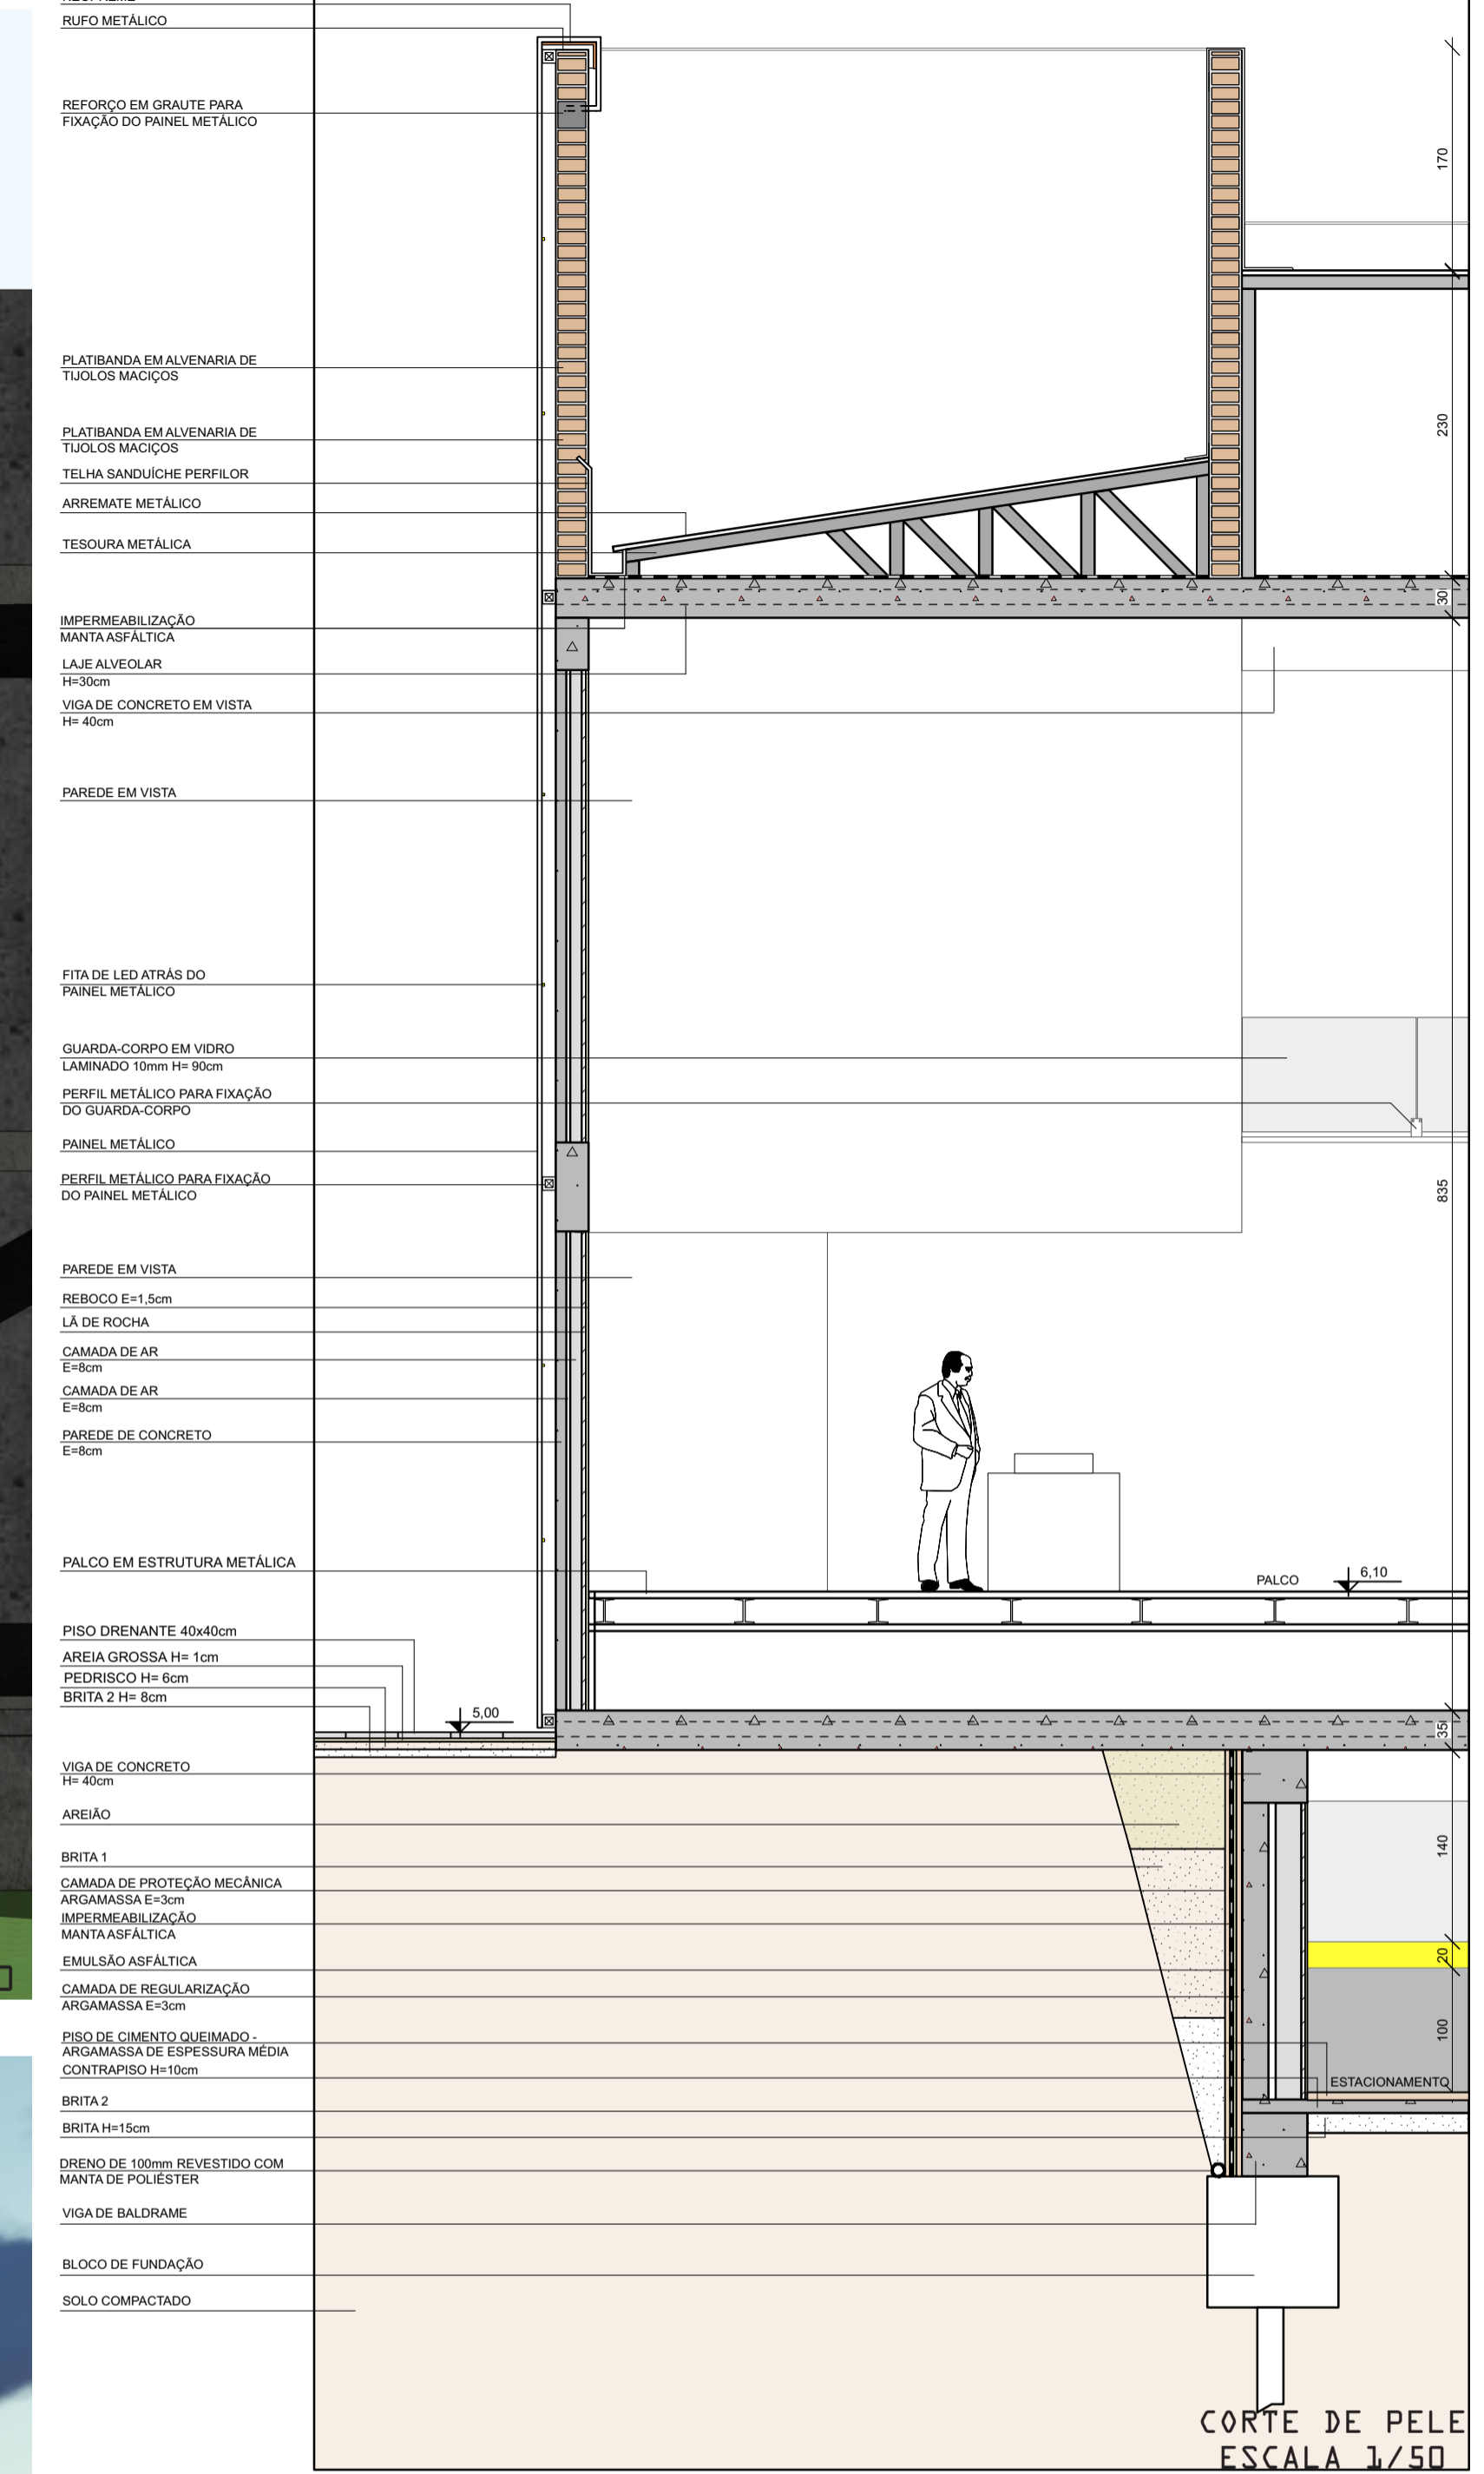 RUFO METÁLICO
REFORÇO EM GRAUTE PARA
FIXAÇÃO DO PAINEL METÁLICO
170
PLATIBANDA EM ALVENARIA DE
TIJOLOS MACIÇOS
230
PLATIBANDA EM ALVENARIA DE
TIJOLOS MACIÇOS
TELHA SANDUÍCHE PERFILOR
ARREMATE METÁLICO
TESOURA METÁLICA
30
IMPERMEABILIZAÇÃO
MANTA ASFÁLTICA
LAJE ALVEOLAR
H=30cm
VIGA DE CONCRETO EM VISTA
H= 40cm
PAREDE EM VISTA
FITA DE LED ATRÁS DO
PAINEL METÁLICO
GUARDA-CORPO EM VIDRO
LAMINADO 10mm H= 90cm
PERFIL METÁLICO PARA FIXAÇÃO
DO GUARDA-CORPO
PAINEL METÁLICO
PERFIL METÁLICO PARA FIXAÇÃO
DO PAINEL METÁLICO
835
PAREDE EM VISTA
REBOCO E=1,5cm
LÃ DE ROCHA
CAMADA DE AR
E=8cm
CAMADA DE AR
E=8cm
PAREDE DE CONCRETO
E=8cm
PALCO EM ESTRUTURA METÁLICA
PALCO
6,10
PISO DRENANTE 40x40cm
AREIA GROSSA H= 1cm
PEDRISCO H= 6cm
BRITA 2 H= 8cm
5,00
35
VIGA DE CONCRETO
H= 40cm
AREIÃO
140
BRITA 1
CAMADA DE PROTEÇÃO MECÂNICA
ARGAMASSA E=3cm
IMPERMEABILIZAÇÃO
MANTA ASFÁLTICA
20
EMULSÃO ASFÁLTICA
CAMADA DE REGULARIZAÇÃO
ARGAMASSA E=3cm
100
PISO DE CIMENTO QUEIMADO -
ARGAMASSA DE ESPESSURA MÉDIA
CONTRAPISO H=10cm
ESTACIONAMENTO
BRITA 2
BRITA H=15cm
DRENO DE 100mm REVESTIDO COM
MANTA DE POLIÉSTER
VIGA DE BALDRAME
BLOCO DE FUNDAÇÃO
SOLO COMPACTADO
CORTE DE PELE
ESCALA 1/50